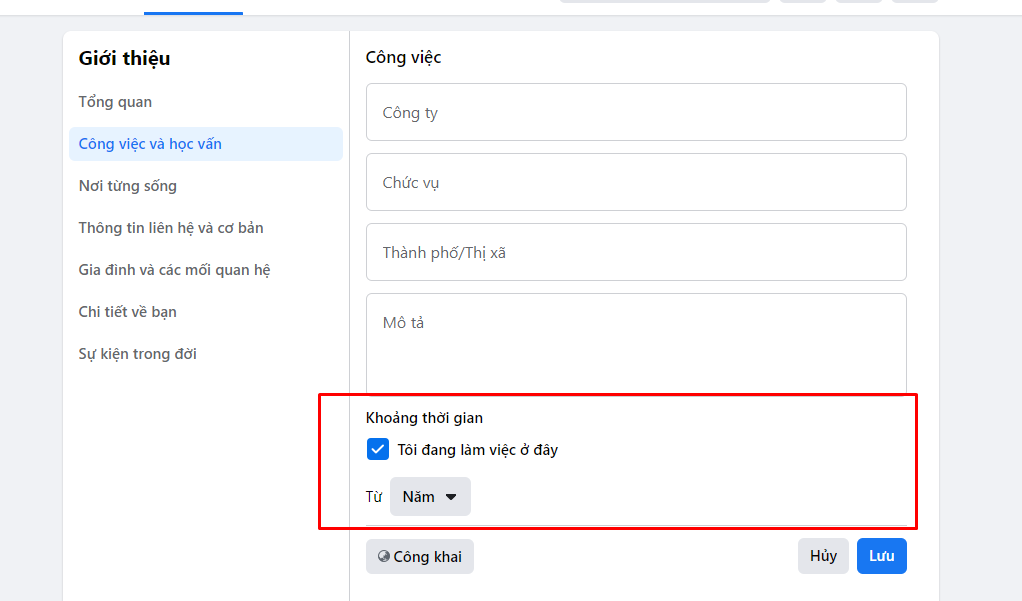 Giới thiệu
Tổng quan
Công việc và học vấn
Nơi từng sống
Thông tin liên hệ và cơ bản
Gia đình và các mối quan hệ
Chi tiết về bạn
Sự kiện trong đời
Công việc
Công ty
Chức vụ
Thành phố/Thị xã
Mô tả
Khoảng thời gian
Tôi đang làm việc ở đây
Từ Năm
Công khai Hủy Lưu